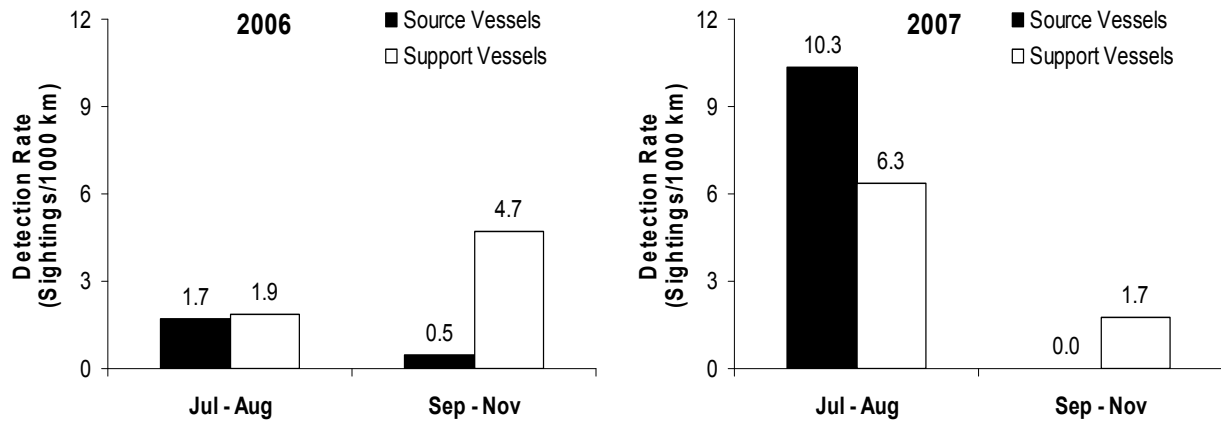 2006
Source Vessels
Support Vessels
Detection Rate
(Sightings/1000 km)
12
9
6
3
0
1.7
1.9
0.5
4.7
Jul - Aug
Sep - Nov
2007
Source Vessels
Support Vessels
Detection Rate
(Sightings/1000 km)
12
9
6
3
0
10.3
6.3
0.0
1.7
Jul - Aug
Sep - Nov